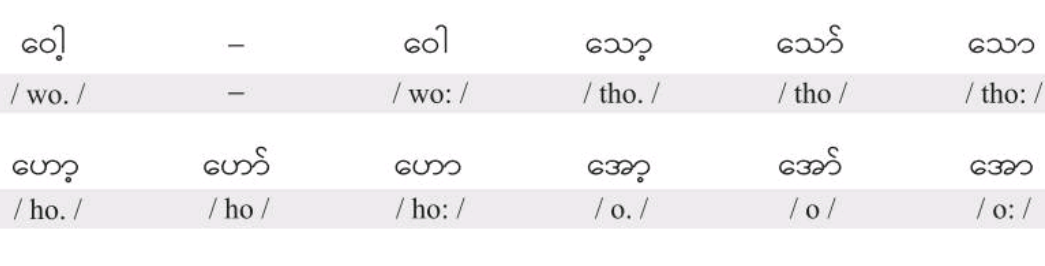 ဝေါ့ – ဝေါ သော့ သော် သော
/ wo. / – / wo: / / tho. / / tho / / tho: /
ဟော့ ဟော် ဟော အော့ အော် အော
/ ho. / / ho / / ho: / / o. / / o / / o: /